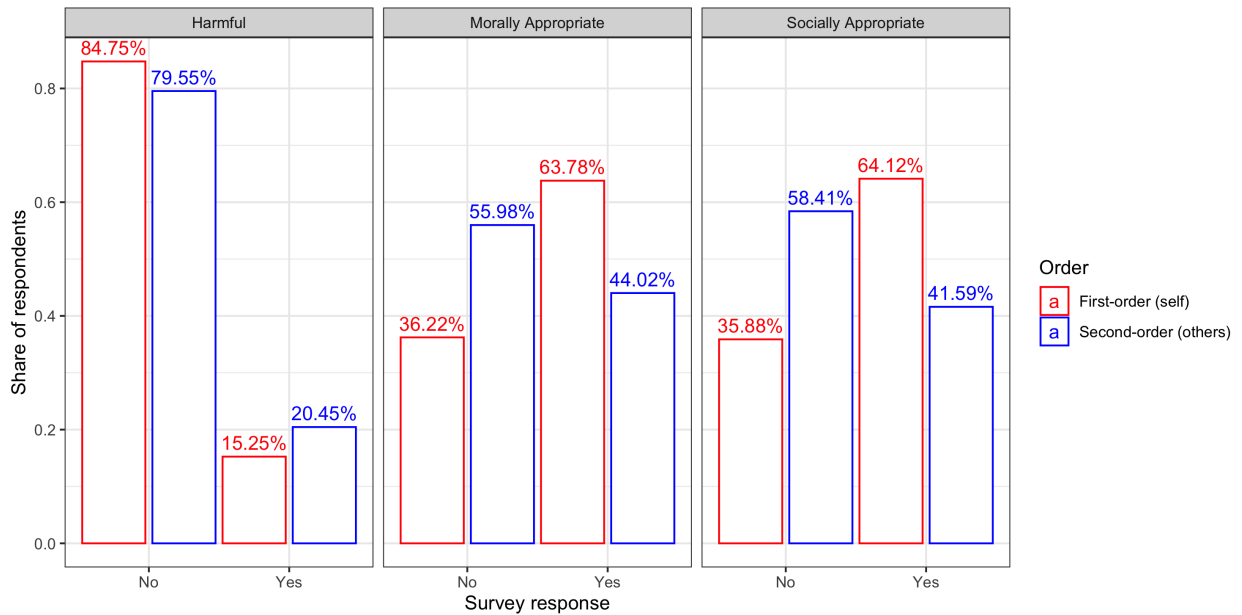 Harmful
Morally Appropriate
Socially Appropriate
Share of respondents
0.8
0.6
0.4
0.2
0.0
84.75%
79.55%
15.25%
20.45%
36.22%
55.98%
63.78%
44.02%
35.88%
58.41%
64.12%
41.59%
No
Yes
No
Yes
No
Yes
Survey response
Order
a First-order (self)
a Second-order (others)